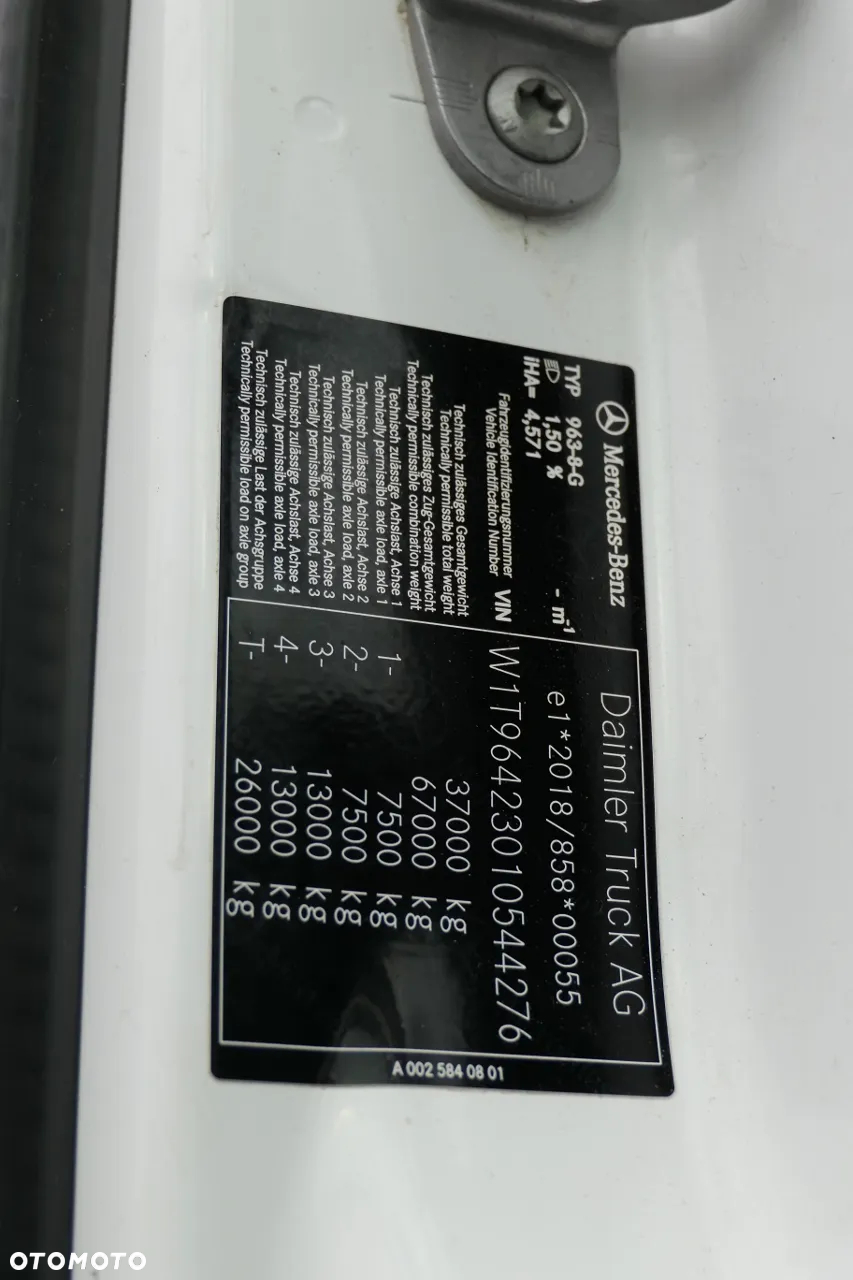 Mercedes-Benz
Daimler Truck AG
TYP 963-8-G
1,50 % - m-1
e1*2018/858*00055
iHA= 4,571
Fahrzeugidentifizierungsnummer
Vehicle Identification Number VIN W1T96423010544276
Technisch zulässiges Gesamtgewicht
Technically permissible total weight 37000 kg
Technisch zulässiges Zug-Gesamtgewicht
Technically permissible combination weight 67000 kg
Technisch zulässige Achslast, Achse 1
Technically permissible axle load, axle 1 1- 7500 kg
Technisch zulässige Achslast, Achse 2
Technically permissible axle load, axle 2 2- 7500 kg
Technisch zulässige Achslast, Achse 3
Technically permissible axle load, axle 3 3- 13000 kg
Technisch zulässige Achslast, Achse 4
Technically permissible axle load, axle 4 4- 13000 kg
Technisch zulässige Last der Achsgruppe
Technically permissible load on axle group T- 26000 kg
A 002 584 08 01
OTOMOTO